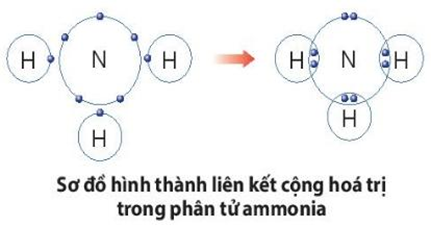 H N H H N H
H H
Sơ đồ hình thành liên kết cộng hoá trị
trong phân tử ammonia